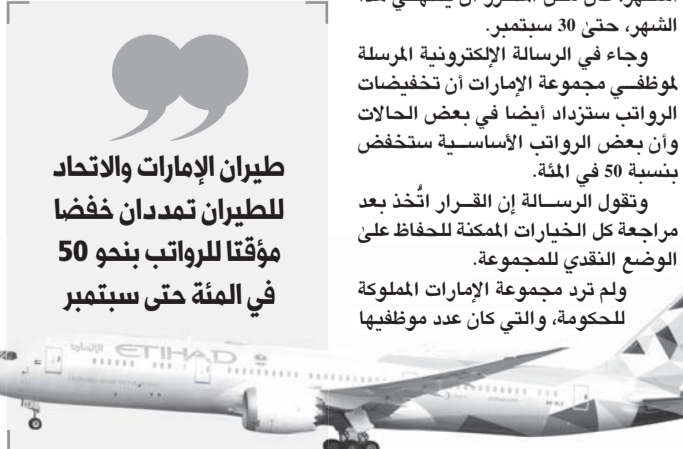 الشهر، حتىٰ 30 سبتمبر.
وجاء في الرسالة الإلكترونية المرسلة
لموظفي مجموعة الإمارات أن تخفيضات
الرواتب ستزداد أيضا في بعض الحالات
وأن بعض الرواتب الأساسية ستخفض
بنسبة 50 في المئة.
وتقول الرسالة إن القرار اتُّخذ بعد
مراجعة كل الخيارات الممكنة للحفاظ علىٰ
الوضع النقدي للمجموعة.
ولم ترد مجموعة الإمارات المملوكة
للحكومة، والتي كان عدد موظفيها
طيران الإمارات والاتحاد
للطيران تمددان خفضا
مؤقتا للرواتب بنحو 50
في المئة حتى سبتمبر
ETIHAD